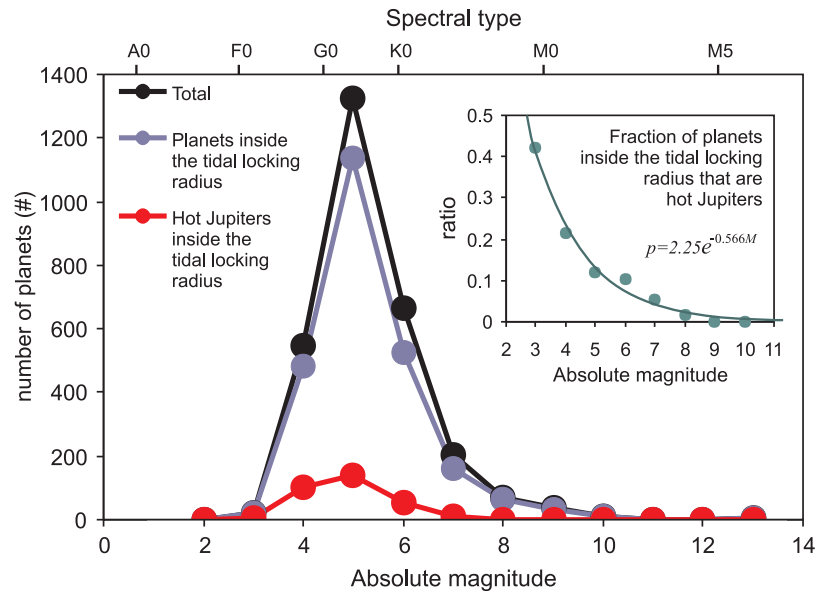 Spectral type
A0 F0 G0 K0 M0 M5
1400
1200
1000
800
600
400
200
0
number of planets (#)
Total
Planets inside
the tidal locking
radius
Hot Jupiters
inside the
tidal locking
radius
0.5
0.4
0.3
0.2
0.1
0
ratio
Fraction of planets
inside the tidal locking
radius that are
hot Jupiters
p=2.25e^-0.566M
2 3 4 5 6 7 8 9 10 11
Absolute magnitude
0 2 4 6 8 10 12 14
Absolute magnitude